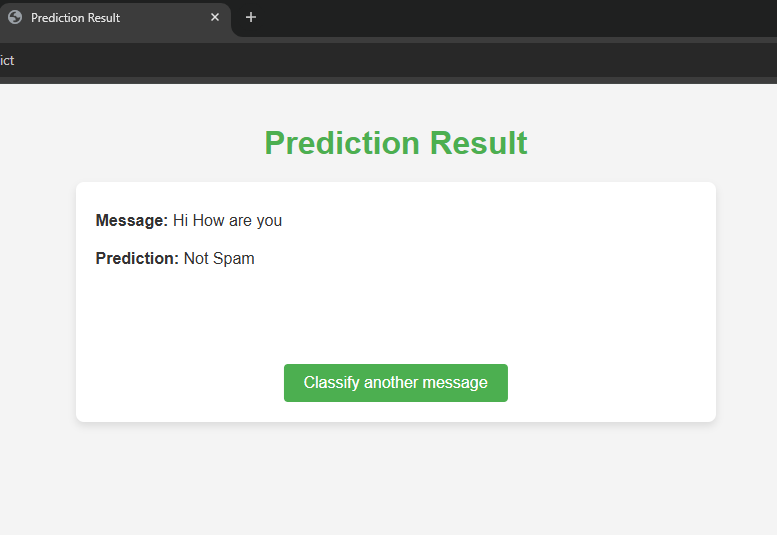 Prediction Result
ict
Prediction Result
Message: Hi How are you
Prediction: Not Spam
Classify another message